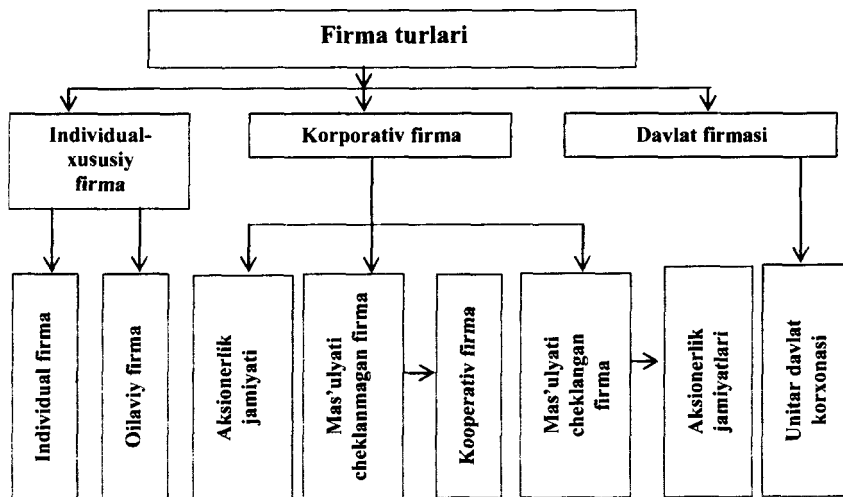 Firma turlari
Individual-
xususiy
firma
Korporativ firma
Davlat firmasi
Individual firma
Oilaviy firma
Aksionerlik
jamiyati
Mas’ulyati
cheklanmagan firma
Kooperativ firma
Mas’ulyati
cheklangan
firma
Aksionerlik
jamiyatlari
Unitar davlat
korxonasi